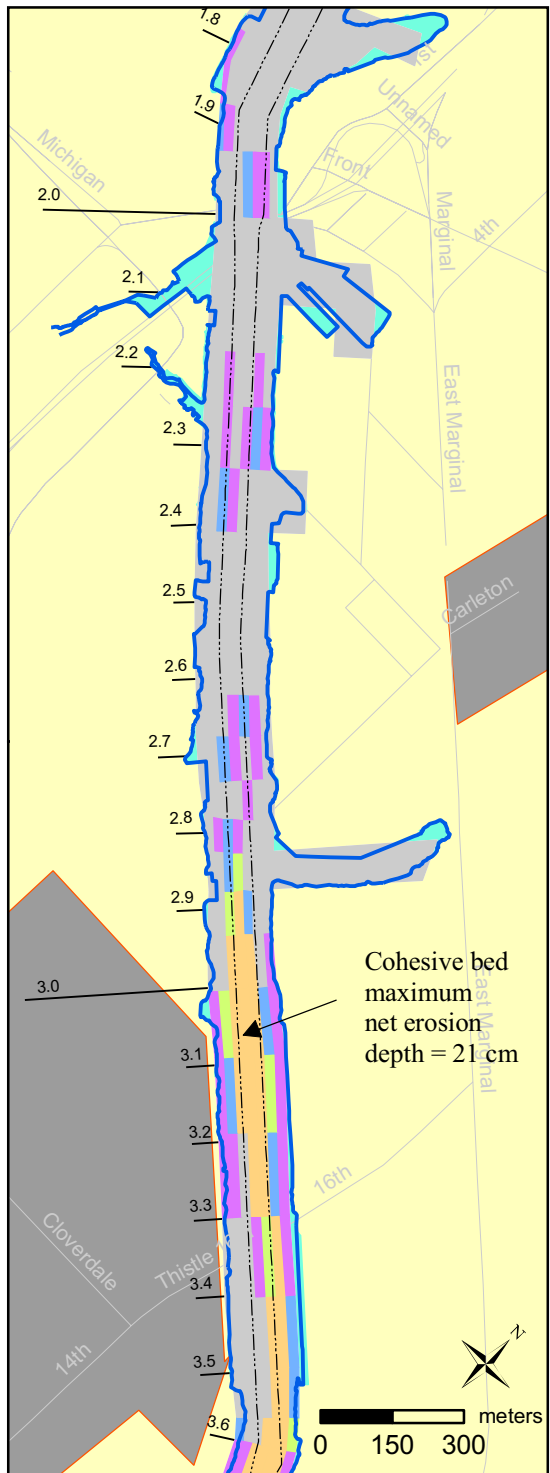 1.8
1st
1.9
Unnamed
Michigan
Front
2.0
Marginal
4th
2.1
2.2
East Marginal
2.3
2.4
2.5
Carleton
2.6
2.7
2.8
2.9
Cohesive bed
maximum
net erosion
depth = 21 cm
East Marginal
3.0
3.1
3.2
16th
3.3
Cloverdale
Thistle
3.4
14th
3.5
N
3.6
meters
0 150 300